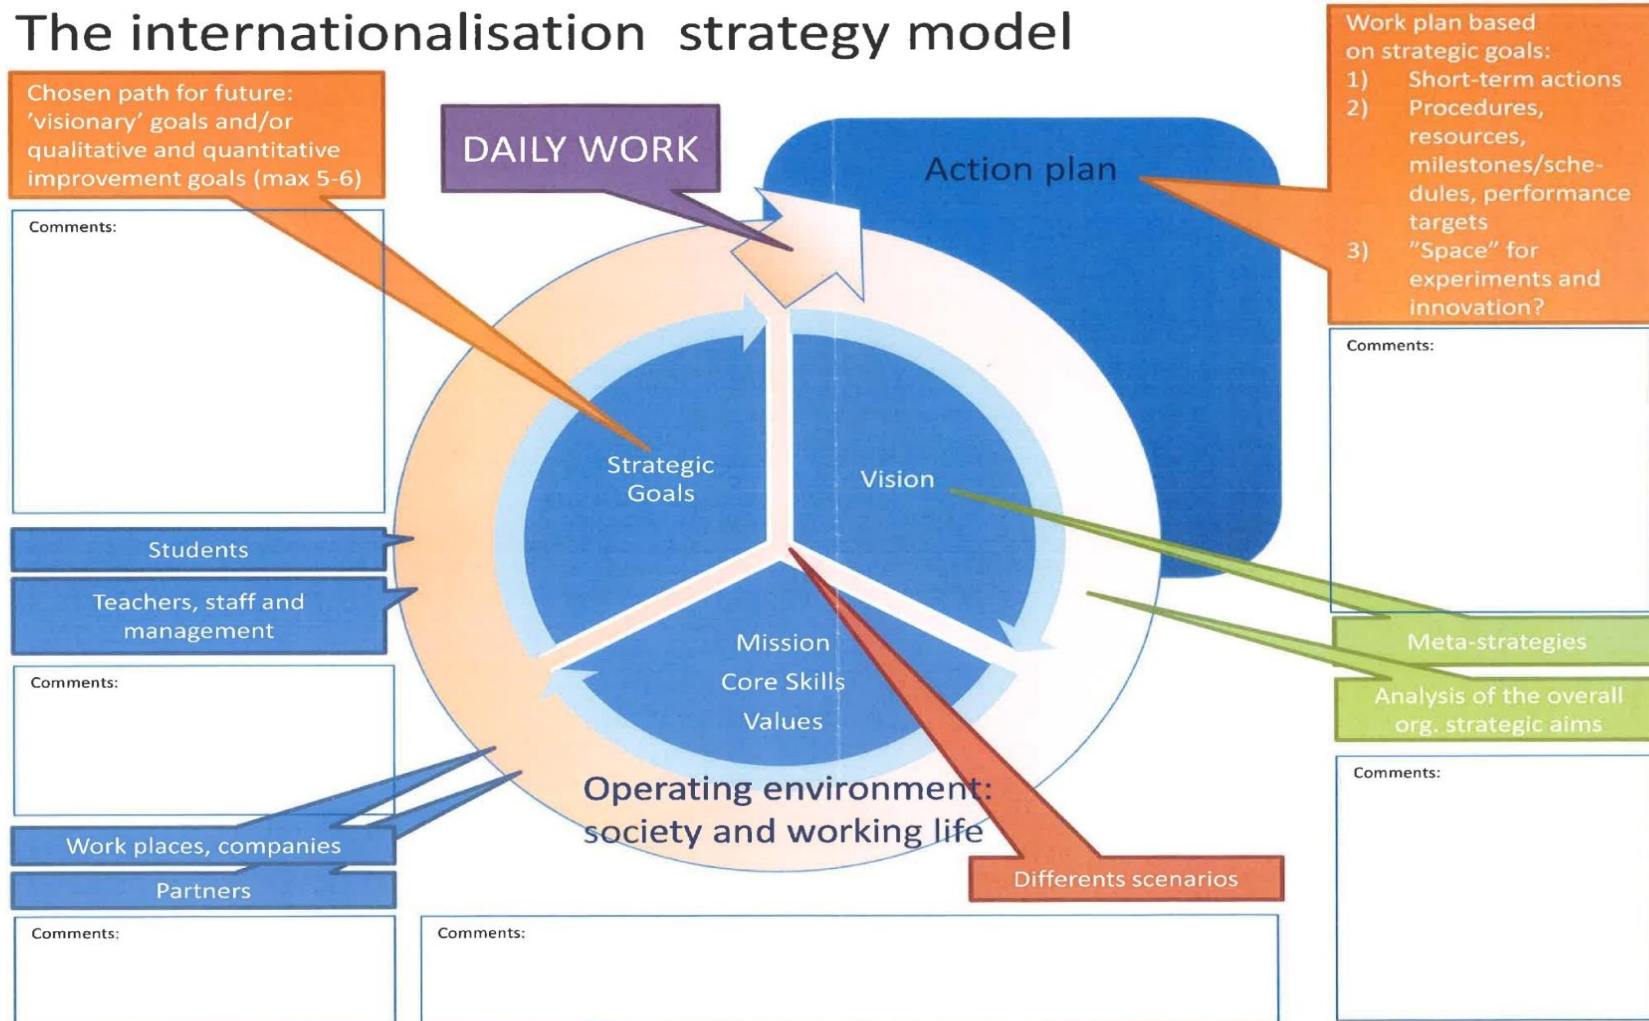 The internationalisation strategy model
Chosen path for future:
'visionary' goals and/or
qualitative and quantitative
improvement goals (max 5-6)
Comments:
DAILY WORK
Action plan
Work plan based
on strategic goals:
1) Short-term actions
2) Procedures,
resources,
milestones/sche-
dules, performance
targets
3) "Space" for
experiments and
innovation?
Comments:
Strategic
Goals
Vision
Mission
Core Skills
Values
Operating environment:
society and working life
Students
Teachers, staff and
management
Comments:
Work places, companies
Partners
Comments:
Comments:
Differents scenarios
Meta-strategies
Analysis of the overall
org. strategic aims
Comments: